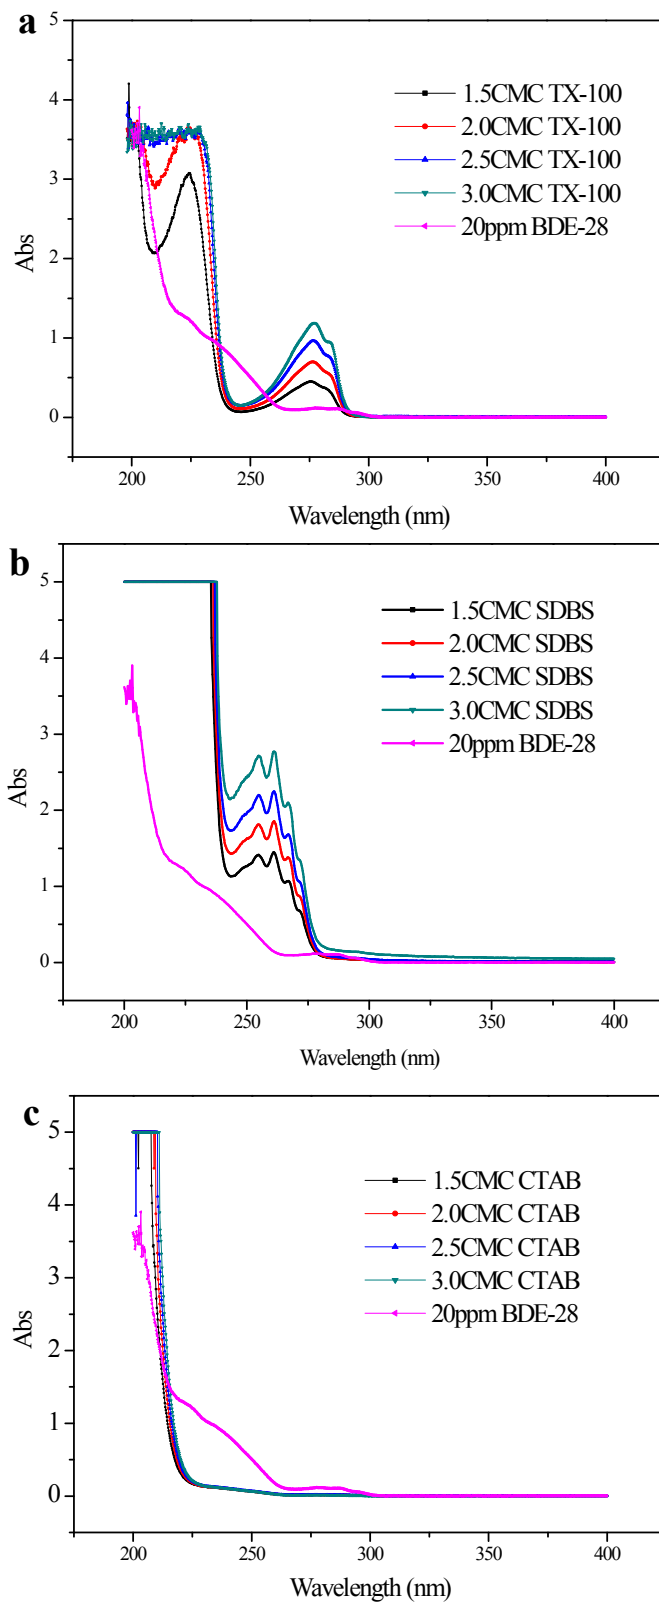 a
5
4
3
2
1
0
Abs
1.5CMC TX-100
2.0CMC TX-100
2.5CMC TX-100
3.0CMC TX-100
20ppm BDE-28
200 250 300 350 400
Wavelength (nm)
b
5
4
3
2
1
0
Abs
1.5CMC SDBS
2.0CMC SDBS
2.5CMC SDBS
3.0CMC SDBS
20ppm BDE-28
200 250 300 350 400
Wavelength (nm)
c
5
4
3
2
1
0
Abs
1.5CMC CTAB
2.0CMC CTAB
2.5CMC CTAB
3.0CMC CTAB
20ppm BDE-28
200 250 300 350 400
Wavelength (nm)